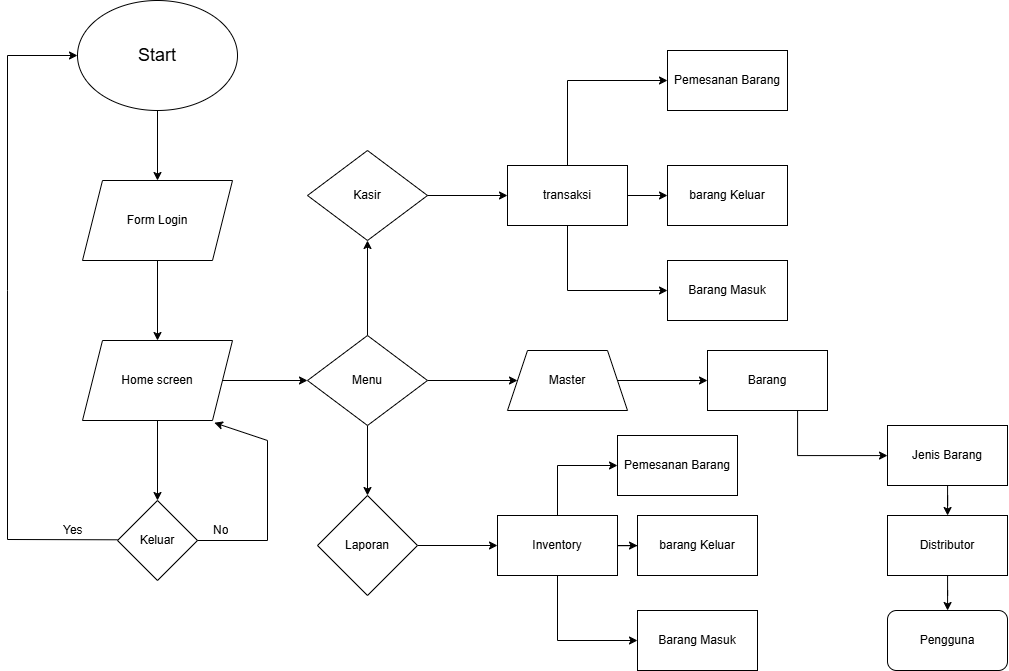 Start
Form Login
Home screen
Keluar
Yes
No
Menu
Kasir
transaksi
Pemesanan Barang
barang Keluar
Barang Masuk
Master
Barang
Jenis Barang
Distributor
Pengguna
Laporan
Inventory
Pemesanan Barang
barang Keluar
Barang Masuk